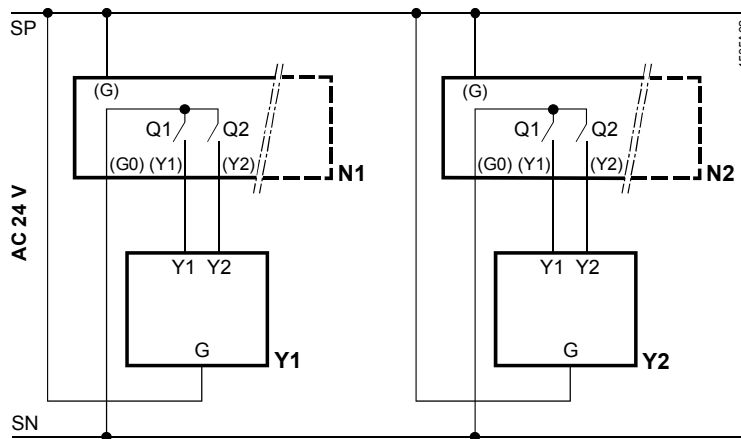 SP
(G)
Q1 Q2
(G0) (Y1) (Y2)
N1
Y1 Y2
G
Y1
(G)
Q1 Q2
(G0) (Y1) (Y2)
N2
Y1 Y2
G
Y2
AC 24 V
SN